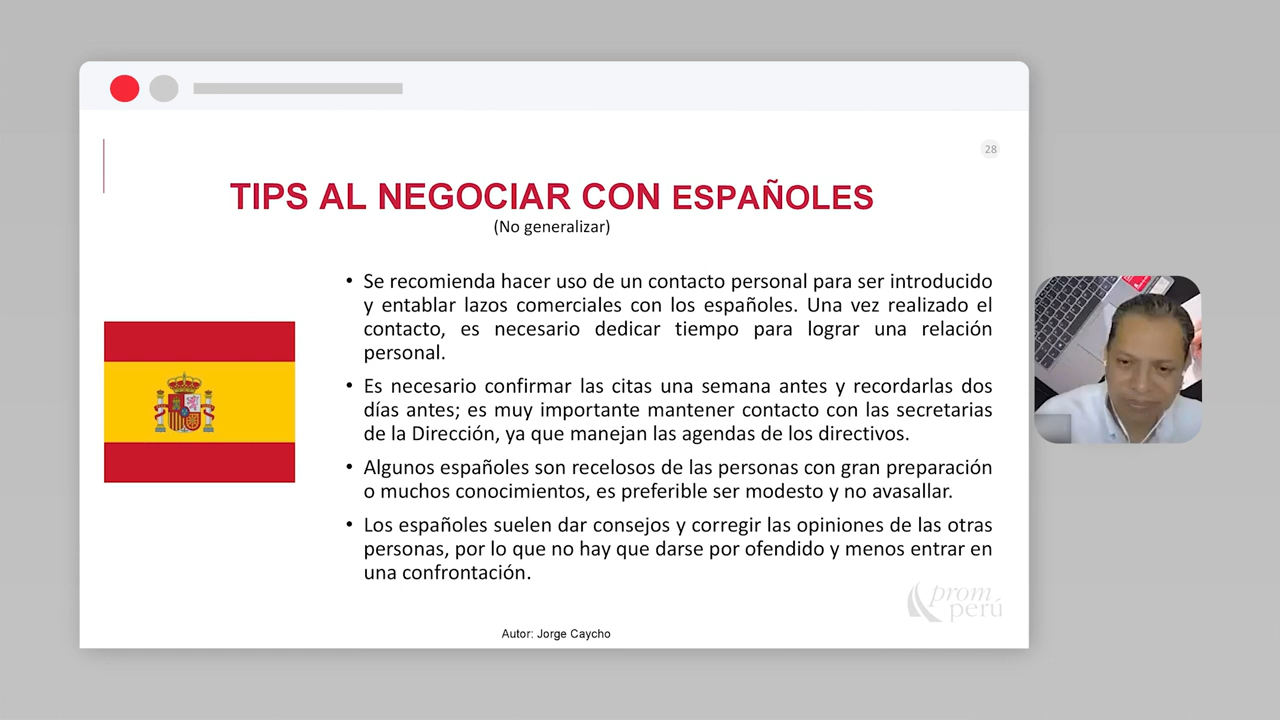 28
TIPS AL NEGOCIAR CON ESPAÑOLES
(No generalizar)
• Se recomienda hacer uso de un contacto personal para ser introducido
y entablar lazos comerciales con los españoles. Una vez realizado el
contacto, es necesario dedicar tiempo para lograr una relación
personal.
• Es necesario confirmar las citas una semana antes y recordarlas dos
días antes; es muy importante mantener contacto con las secretarias
de la Dirección, ya que manejan las agendas de los directivos.
• Algunos españoles son recelosos de las personas con gran preparación
o muchos conocimientos, es preferible ser modesto y no avasallar.
• Los españoles suelen dar consejos y corregir las opiniones de las otras
personas, por lo que no hay que darse por ofendido y menos entrar en
una confrontación.
prom
perú
Autor: Jorge Caycho